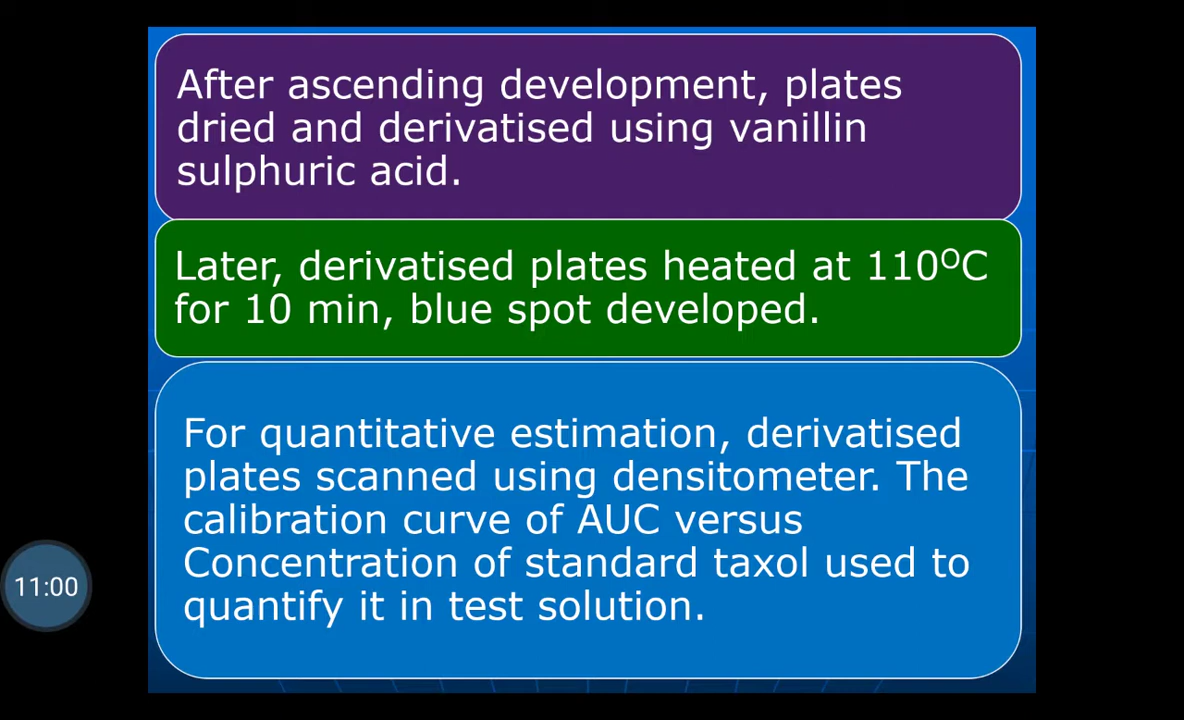 After ascending development, plates
dried and derivatised using vanillin
sulphuric acid.
Later, derivatised plates heated at 110ᴼC
for 10 min, blue spot developed.
For quantitative estimation, derivatised
plates scanned using densitometer. The
calibration curve of AUC versus
Concentration of standard taxol used to
quantify it in test solution.
11:00